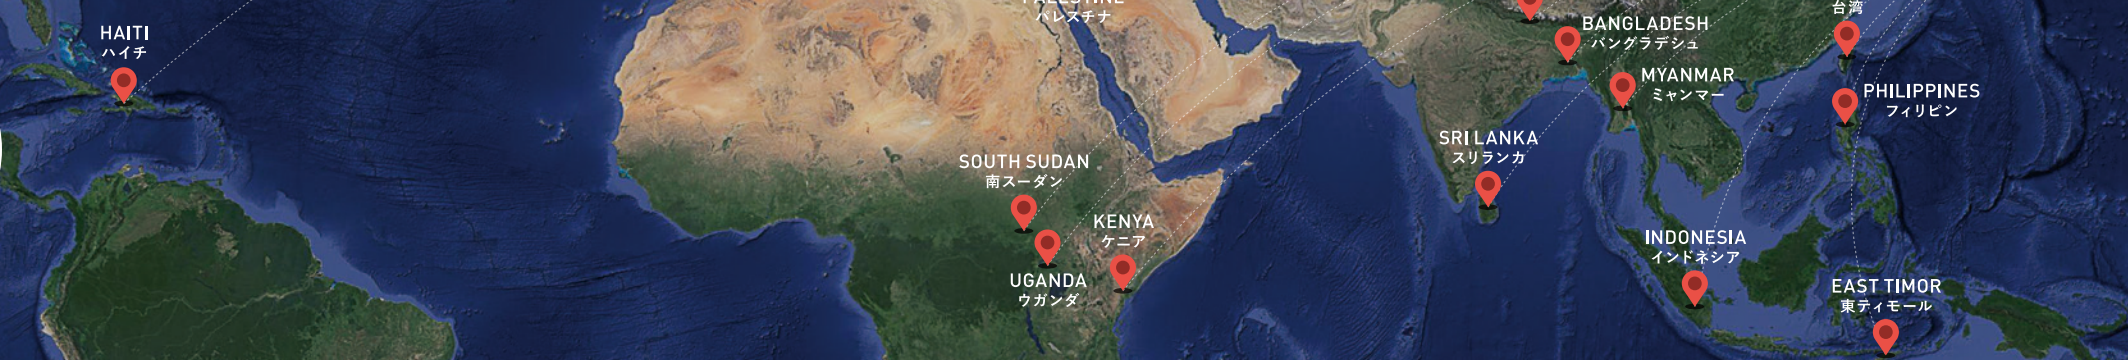 HAITI
ハイチ
PALESTINE
パレスチナ
台湾
BANGLADESH
バングラデシュ
MYANMAR
ミャンマー
PHILIPPINES
フィリピン
SRI LANKA
スリランカ
SOUTH SUDAN
南スーダン
KENYA
ケニア
UGANDA
ウガンダ
INDONESIA
インドネシア
EAST TIMOR
東ティモール